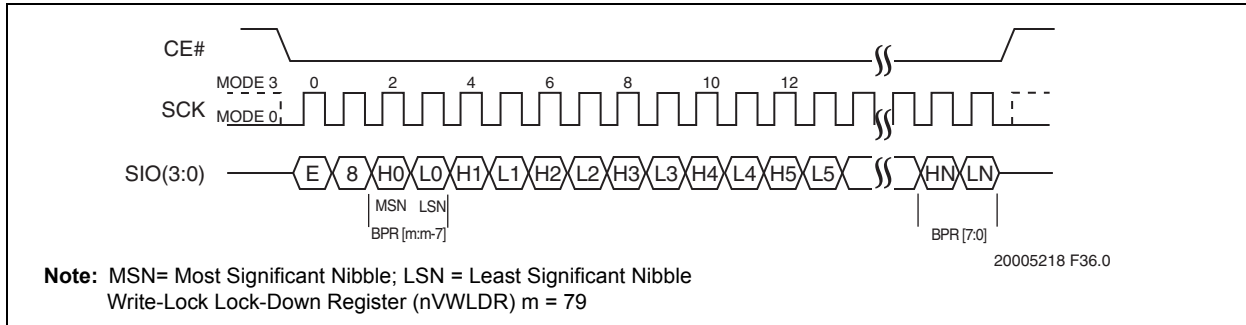 CE#
MODE 3 0 2 4 6 8 10 12
SCK
MODE 0
SIO(3:0) E 8 H0 L0 H1 L1 H2 L2 H3 L3 H4 L4 H5 L5 HN LN
MSN LSN
BPR [m:m-7] BPR [7:0]
20005218 F36.0
Note: MSN= Most Significant Nibble; LSN = Least Significant Nibble
Write-Lock Lock-Down Register (nVWLDR) m = 79